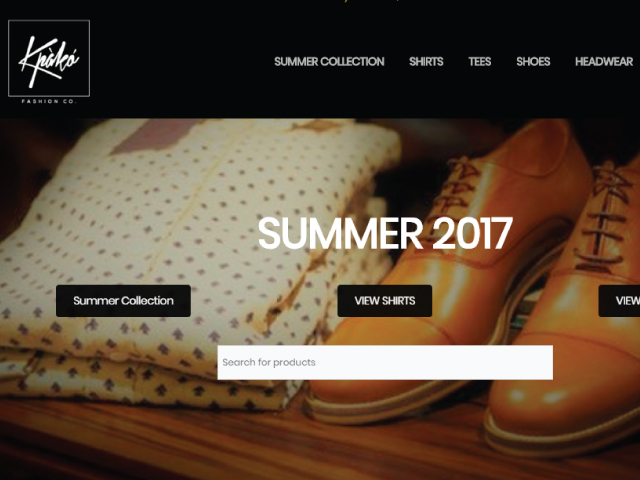 Kpàkó
FASHION CO.
SUMMER COLLECTION SHIRTS TEES SHOES HEADWEAR
SUMMER 2017
Summer Collection VIEW SHIRTS VIEW
Search for products